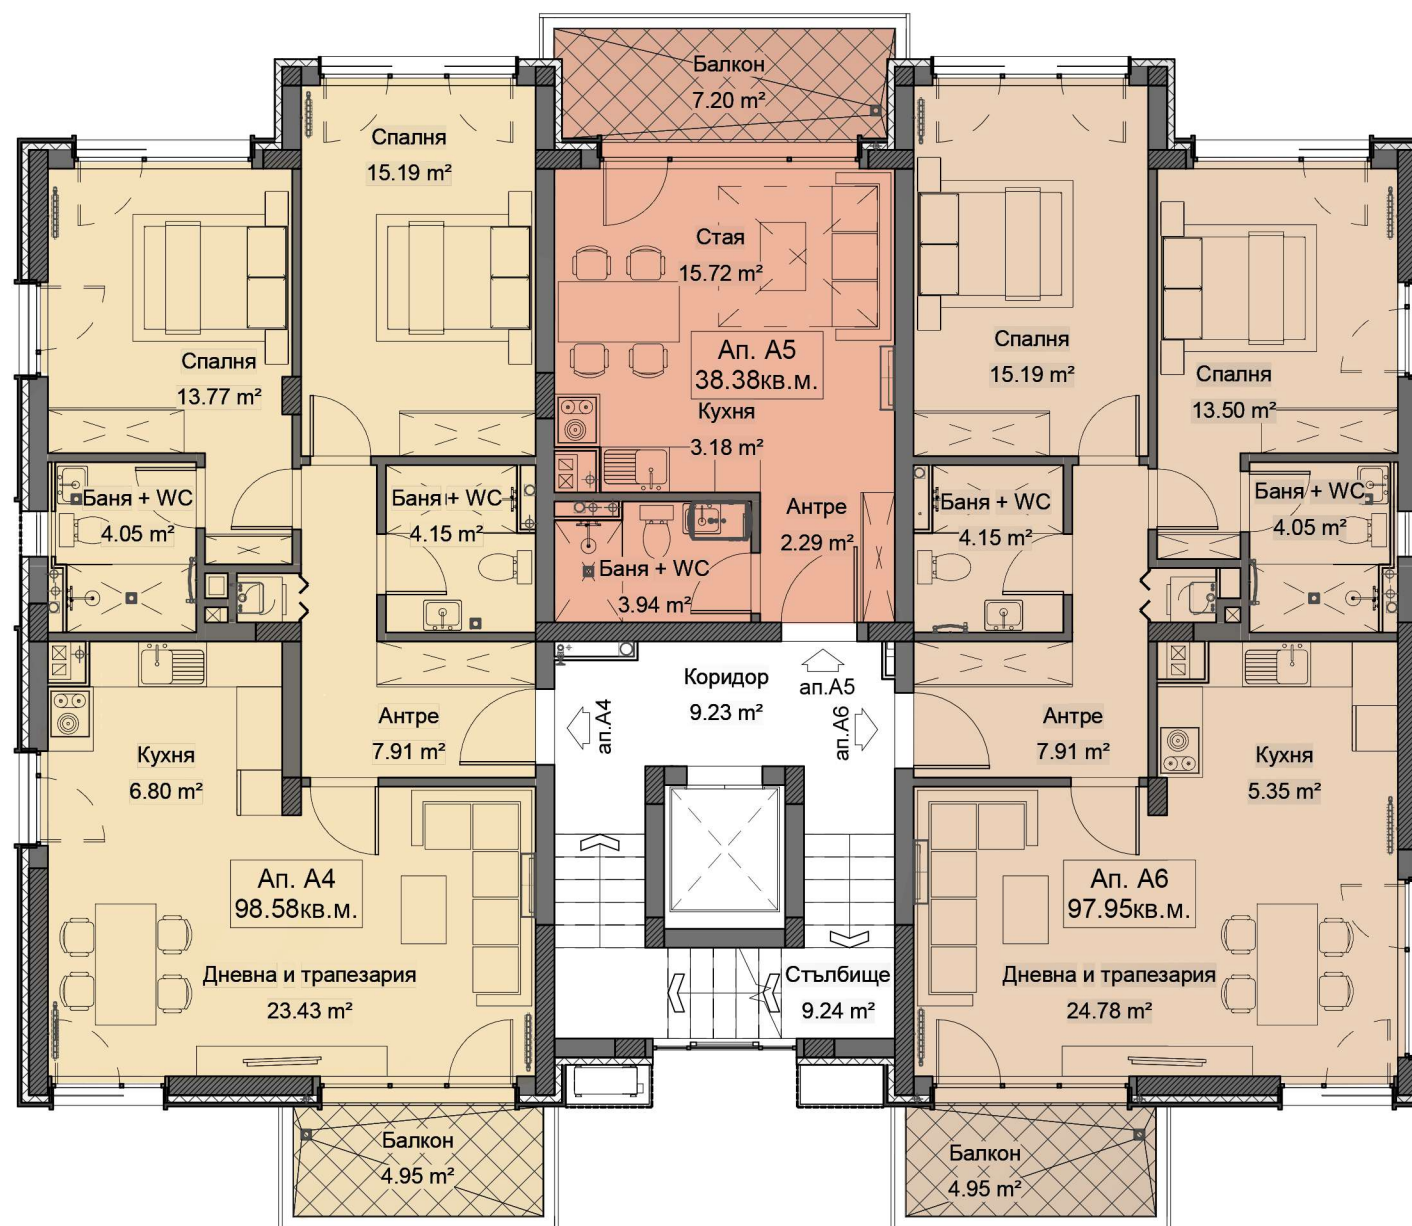 Балкон
7.20 m²
Спалня
15.19 m²
Стая
15.72 m²
Спалня
13.77 m²
Спалня
15.19 m²
Спалня
13.50 m²
Ап. А5
38.38кв.м.
Кухня
3.18 m²
Баня + WC
4.05 m²
Баня + WC
4.15 m²
Антре
2.29 m²
Баня + WC
3.94 m²
Баня + WC
4.15 m²
Баня + WC
4.05 m²
Коридор
9.23 m²
ап.А5
ап.А4
ап.А6
Антре
7.91 m²
Антре
7.91 m²
Кухня
6.80 m²
Кухня
5.35 m²
Ап. А4
98.58кв.м.
Ап. А6
97.95кв.м.
Дневна и трапезария
23.43 m²
Стълбище
9.24 m²
Дневна и трапезария
24.78 m²
Балкон
4.95 m²
Балкон
4.95 m²